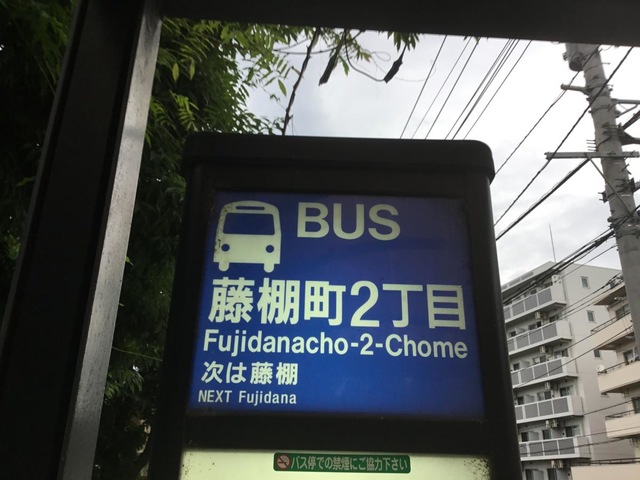 BUS
藤棚町2丁目
Fujidanacho-2-Chome
次は藤棚
NEXT Fujidana
バス停での禁煙にご協力下さい